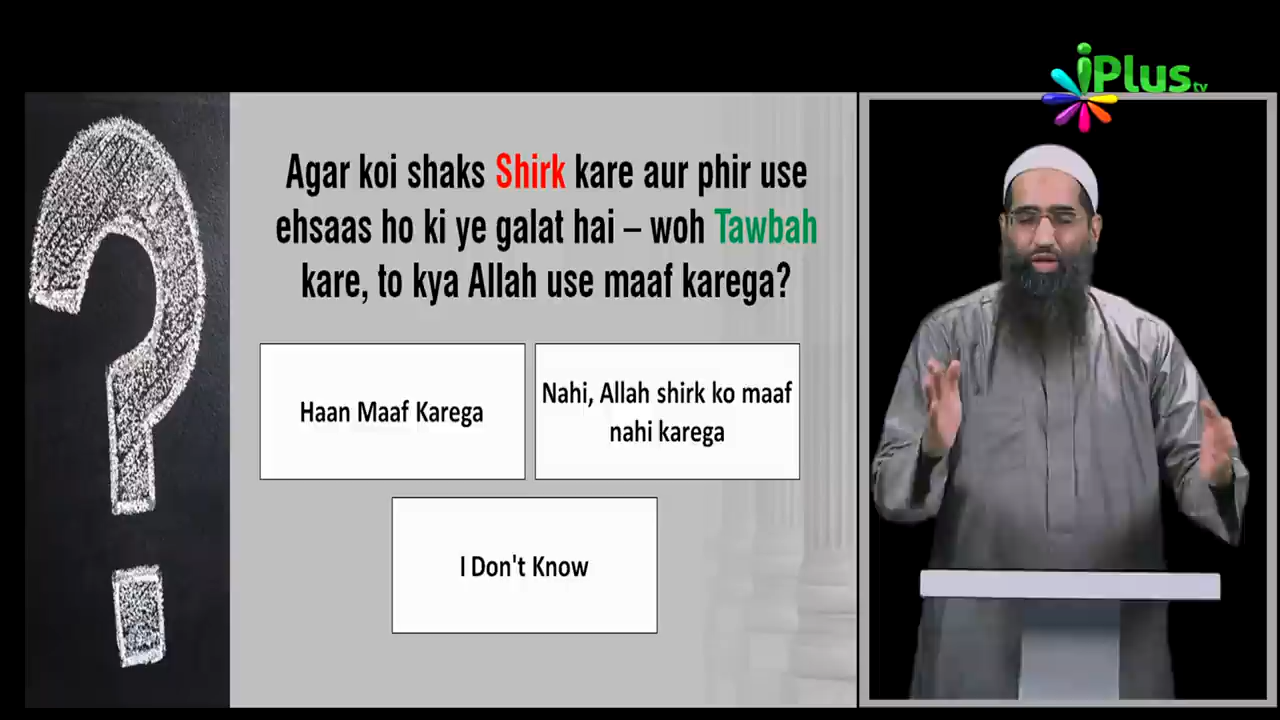 iPlus tv
Agar koi shaks Shirk kare aur phir use
ehsaas ho ki ye galat hai – woh Tawbah
kare, to kya Allah use maaf karega?
Haan Maaf Karega
Nahi, Allah shirk ko maaf
nahi karega
I Don't Know